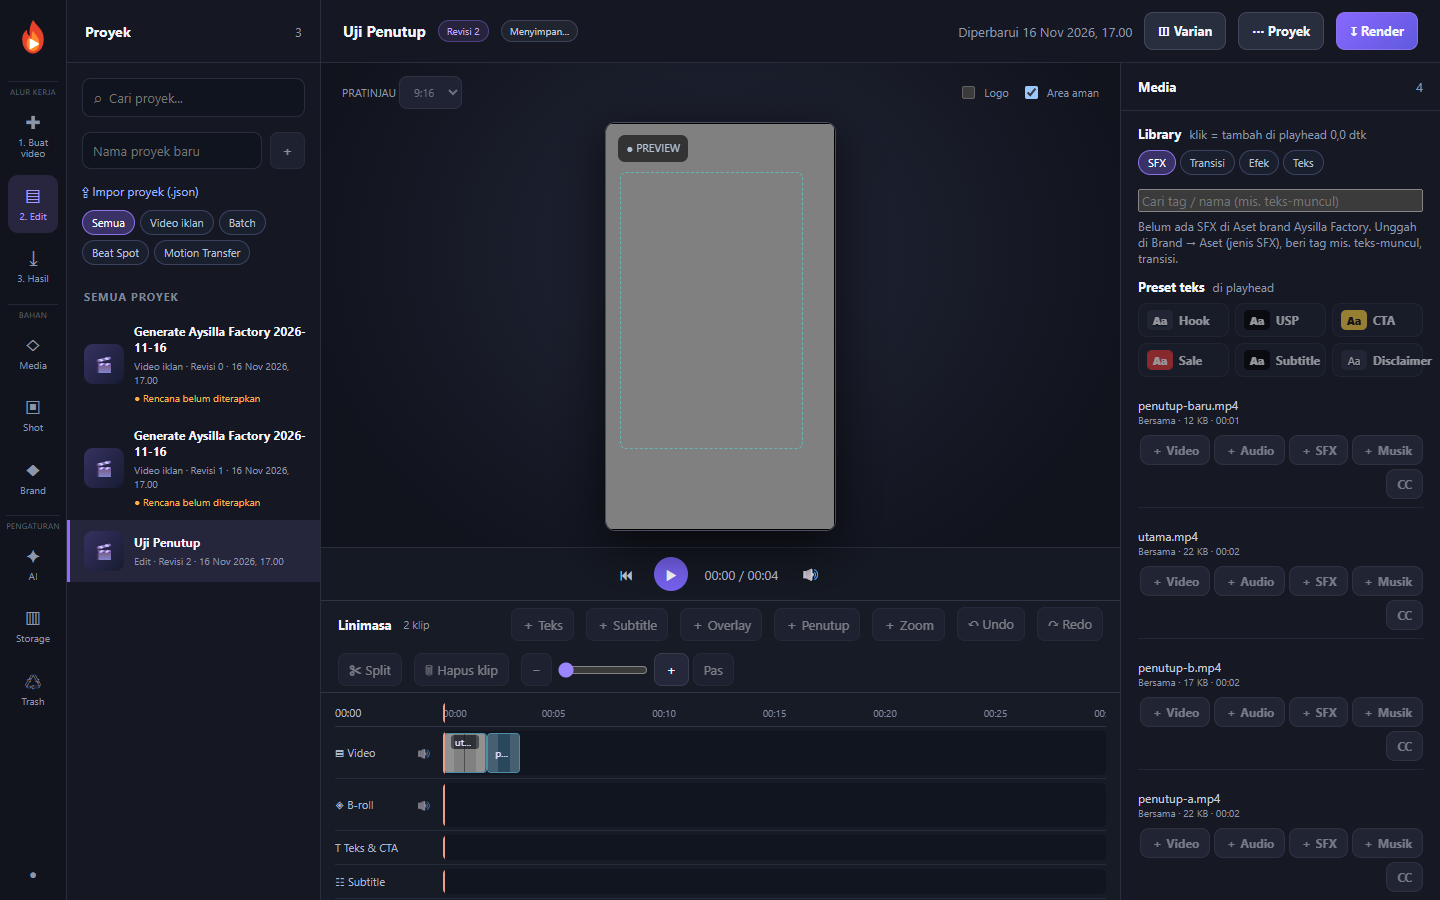 ALUR KERJA
1. Buat
video
2. Edit
3. Hasil
BAHAN
Media
Shot
Brand
PENGATURAN
AI
Storage
Trash
Proyek
3
Cari proyek...
Nama proyek baru
+
Impor proyek (.json)
Semua
Video iklan
Batch
Beat Spot
Motion Transfer
SEMUA PROYEK
Generate Aysilla Factory 2026-
11-16
Video iklan · Revisi 0 · 16 Nov 2026,
17.00
● Rencana belum diterapkan
Generate Aysilla Factory 2026-
11-16
Video iklan · Revisi 1 · 16 Nov 2026,
17.00
● Rencana belum diterapkan
Uji Penutup
Edit · Revisi 2 · 16 Nov 2026, 17.00
Uji Penutup
Revisi 2
Menyimpan...
Diperbarui 16 Nov 2026, 17.00
Varian
Proyek
Render
PRATINJAU
9:16
Logo
Area aman
● PREVIEW
00:00 / 00:04
Linimasa
2 klip
+ Teks
+ Subtitle
+ Overlay
+ Penutup
+ Zoom
Undo
Redo
Split
Hapus klip
−
+
Pas
00:00
00:00
00:05
00:10
00:15
00:20
00:25
00:
Video
ut...
p...
B-roll
T Teks & CTA
Subtitle
Media
4
Library klik = tambah di playhead 0,0 dtk
SFX
Transisi
Efek
Teks
Cari tag / nama (mis. teks-muncul)
Belum ada SFX di Aset brand Aysilla Factory. Unggah
di Brand → Aset (jenis SFX), beri tag mis. teks-muncul,
transisi.
Preset teks di playhead
Aa Hook
Aa USP
Aa CTA
Aa Sale
Aa Subtitle
Aa Disclaimer
penutup-baru.mp4
Bersama · 12 KB · 00:01
+ Video
+ Audio
+ SFX
+ Musik
CC
utama.mp4
Bersama · 22 KB · 00:02
+ Video
+ Audio
+ SFX
+ Musik
CC
penutup-b.mp4
Bersama · 17 KB · 00:02
+ Video
+ Audio
+ SFX
+ Musik
CC
penutup-a.mp4
Bersama · 22 KB · 00:02
+ Video
+ Audio
+ SFX
+ Musik
CC